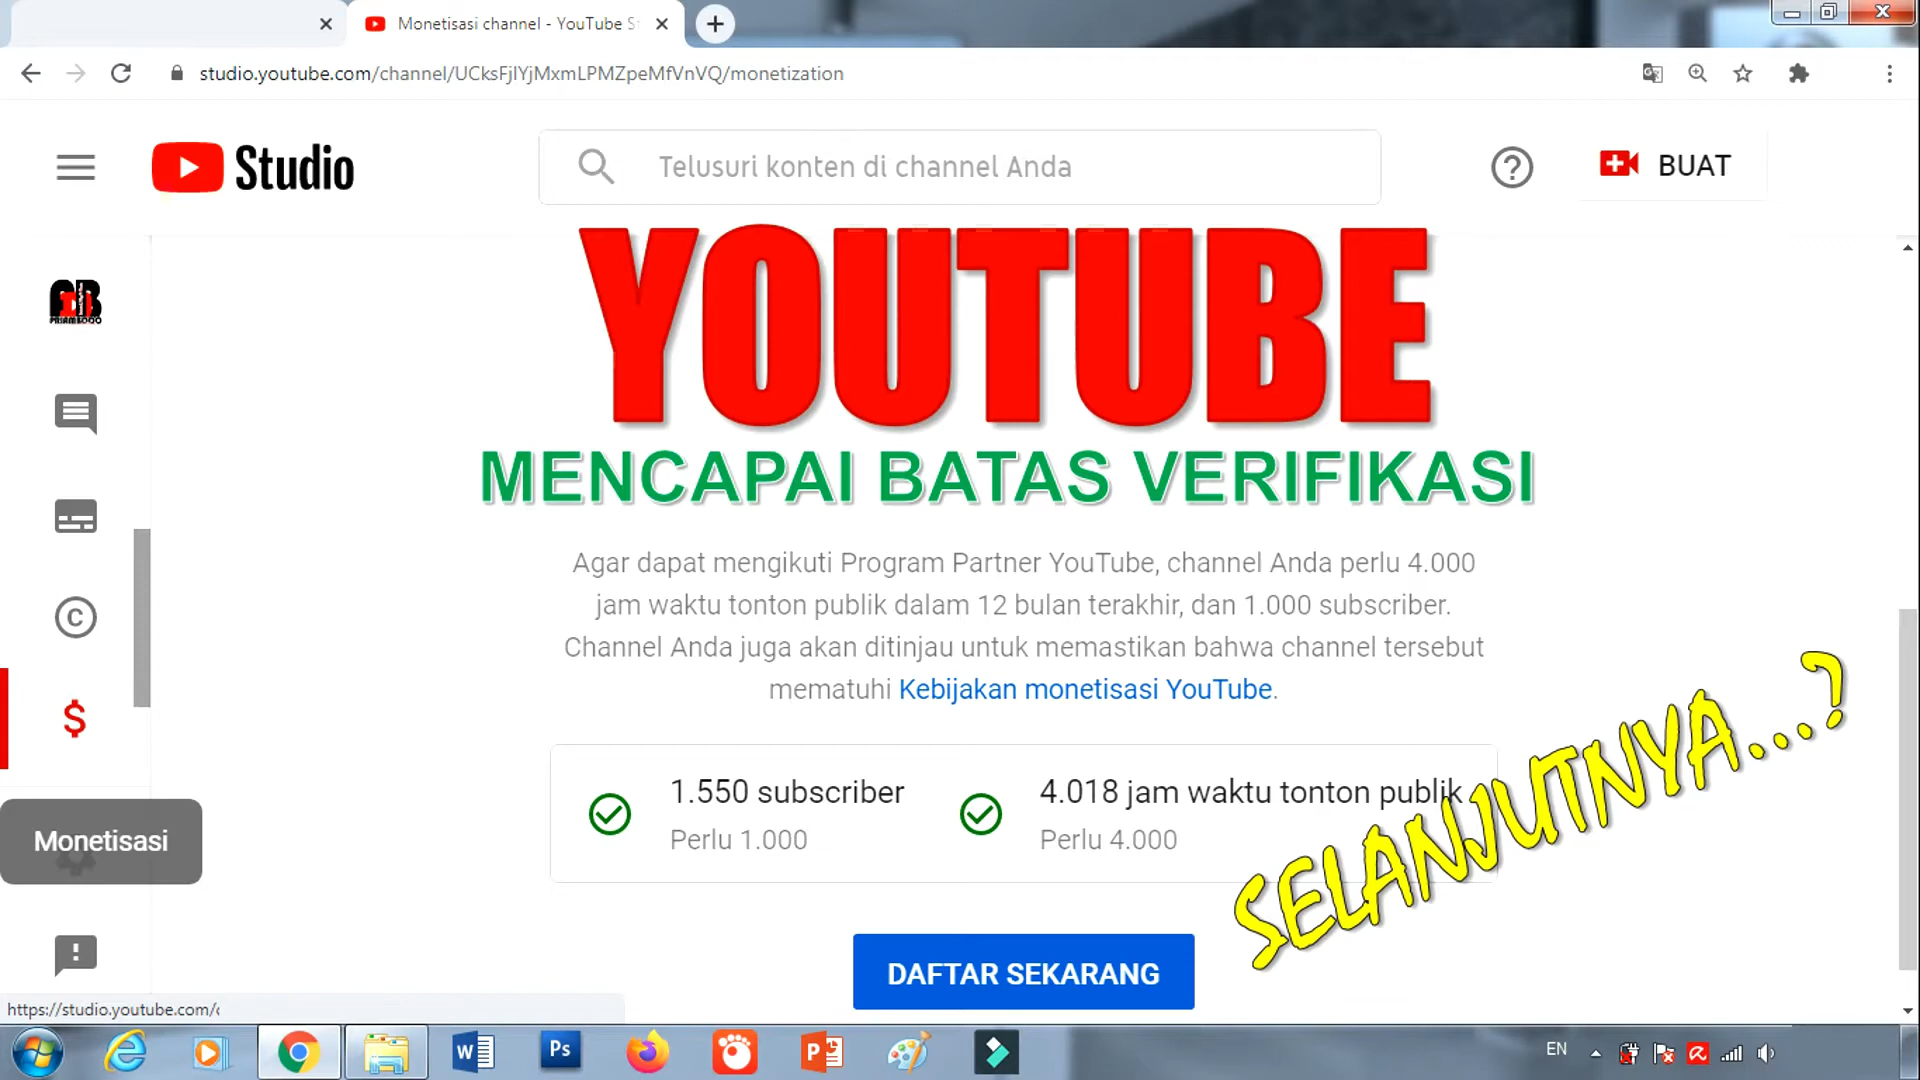 Monetisasi channel - YouTube S
studio.youtube.com/channel/UCksFjlYjMxmLPMZpeMfVnVQ/monetization
Studio
Telusuri konten di channel Anda
BUAT
YOUTUBE
MENCAPAI BATAS VERIFIKASI
Agar dapat mengikuti Program Partner YouTube, channel Anda perlu 4.000
jam waktu tonton publik dalam 12 bulan terakhir, dan 1.000 subscriber.
Channel Anda juga akan ditinjau untuk memastikan bahwa channel tersebut
mematuhi Kebijakan monetisasi YouTube.
1.550 subscriber
Perlu 1.000
4.018 jam waktu tonton publik
Perlu 4.000
SELANJUTNYA...?
Monetisasi
DAFTAR SEKARANG
https://studio.youtube.com/c
Ps
EN